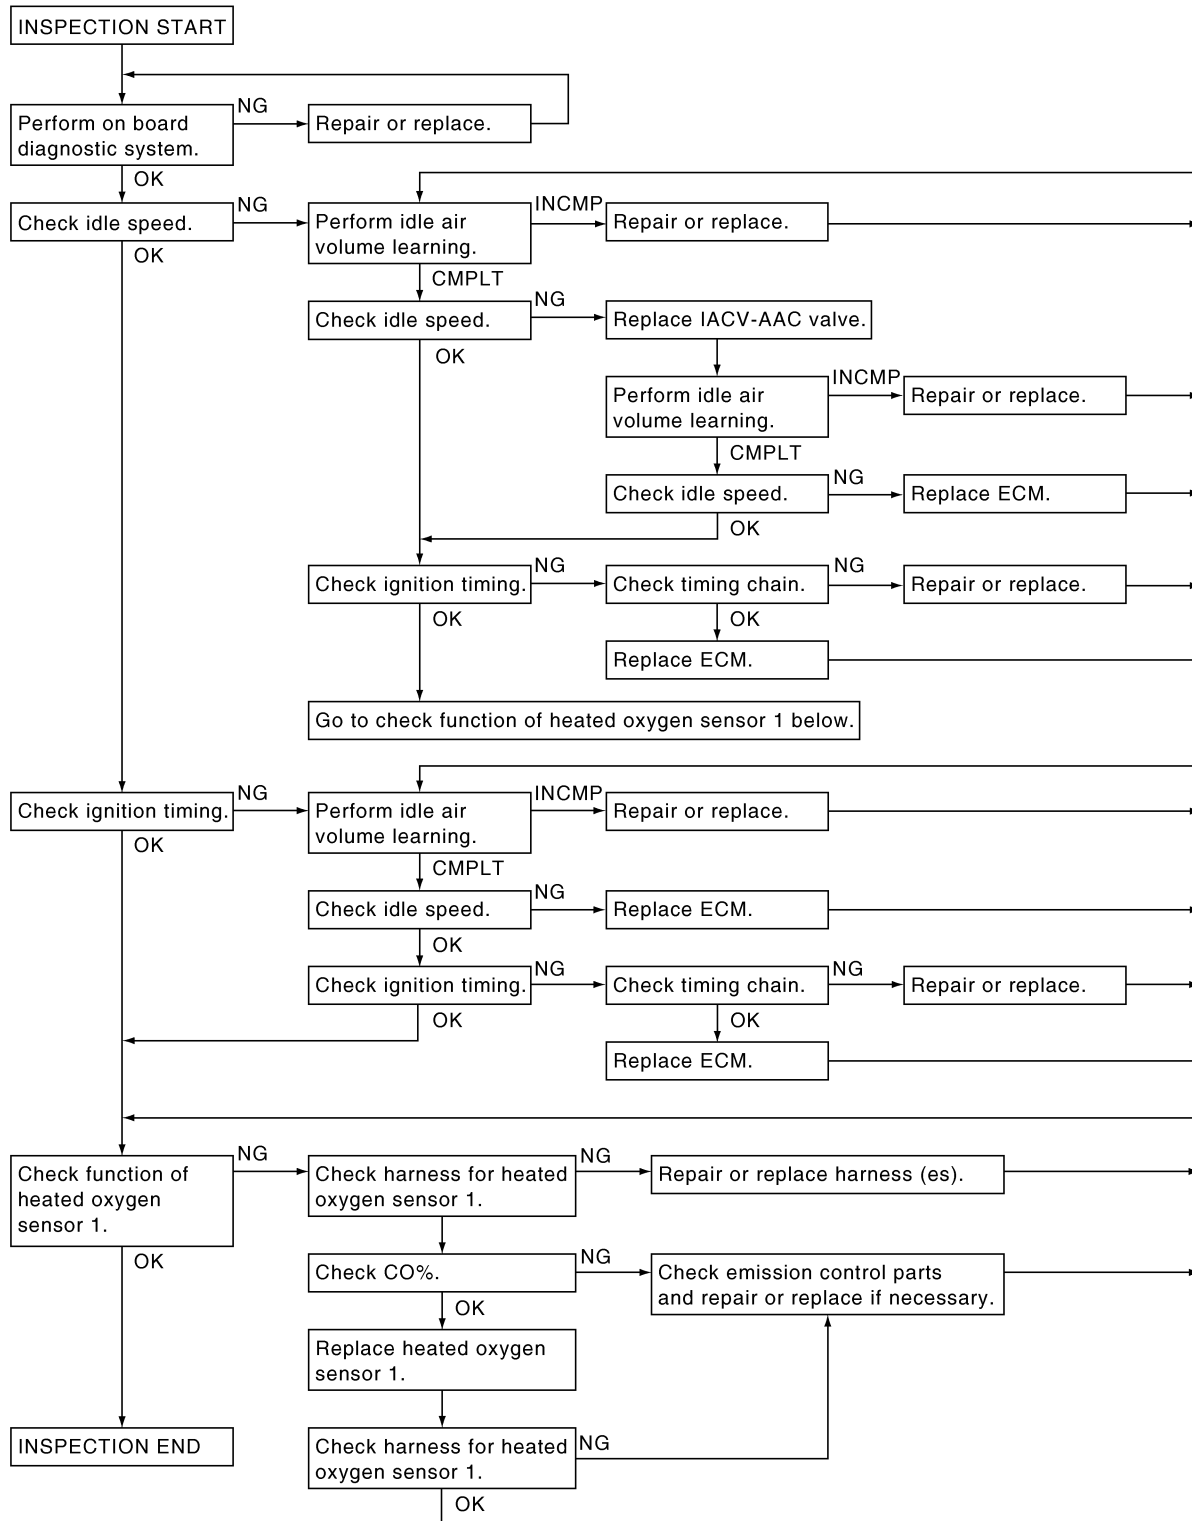 INSPECTION START
NG
Perform on board
diagnostic system.
Repair or replace.
OK
Check idle speed.
NG
Perform idle air
volume learning.
INCMP
Repair or replace.
OK
CMPLT
Check idle speed.
NG
Replace IACV-AAC valve.
OK
Perform idle air
volume learning.
INCMP
Repair or replace.
CMPLT
Check idle speed.
NG
Replace ECM.
OK
Check ignition timing.
NG
Check timing chain.
NG
Repair or replace.
OK
OK
Replace ECM.
Go to check function of heated oxygen sensor 1 below.
Check ignition timing.
NG
Perform idle air
volume learning.
INCMP
Repair or replace.
OK
CMPLT
Check idle speed.
NG
Replace ECM.
OK
Check ignition timing.
NG
Check timing chain.
NG
Repair or replace.
OK
OK
Replace ECM.
Check function of
heated oxygen
sensor 1.
NG
Check harness for heated
oxygen sensor 1.
NG
Repair or replace harness (es).
OK
Check CO%.
NG
Check emission control parts
and repair or replace if necessary.
OK
Replace heated oxygen
sensor 1.
INSPECTION END
Check harness for heated
oxygen sensor 1.
NG
OK